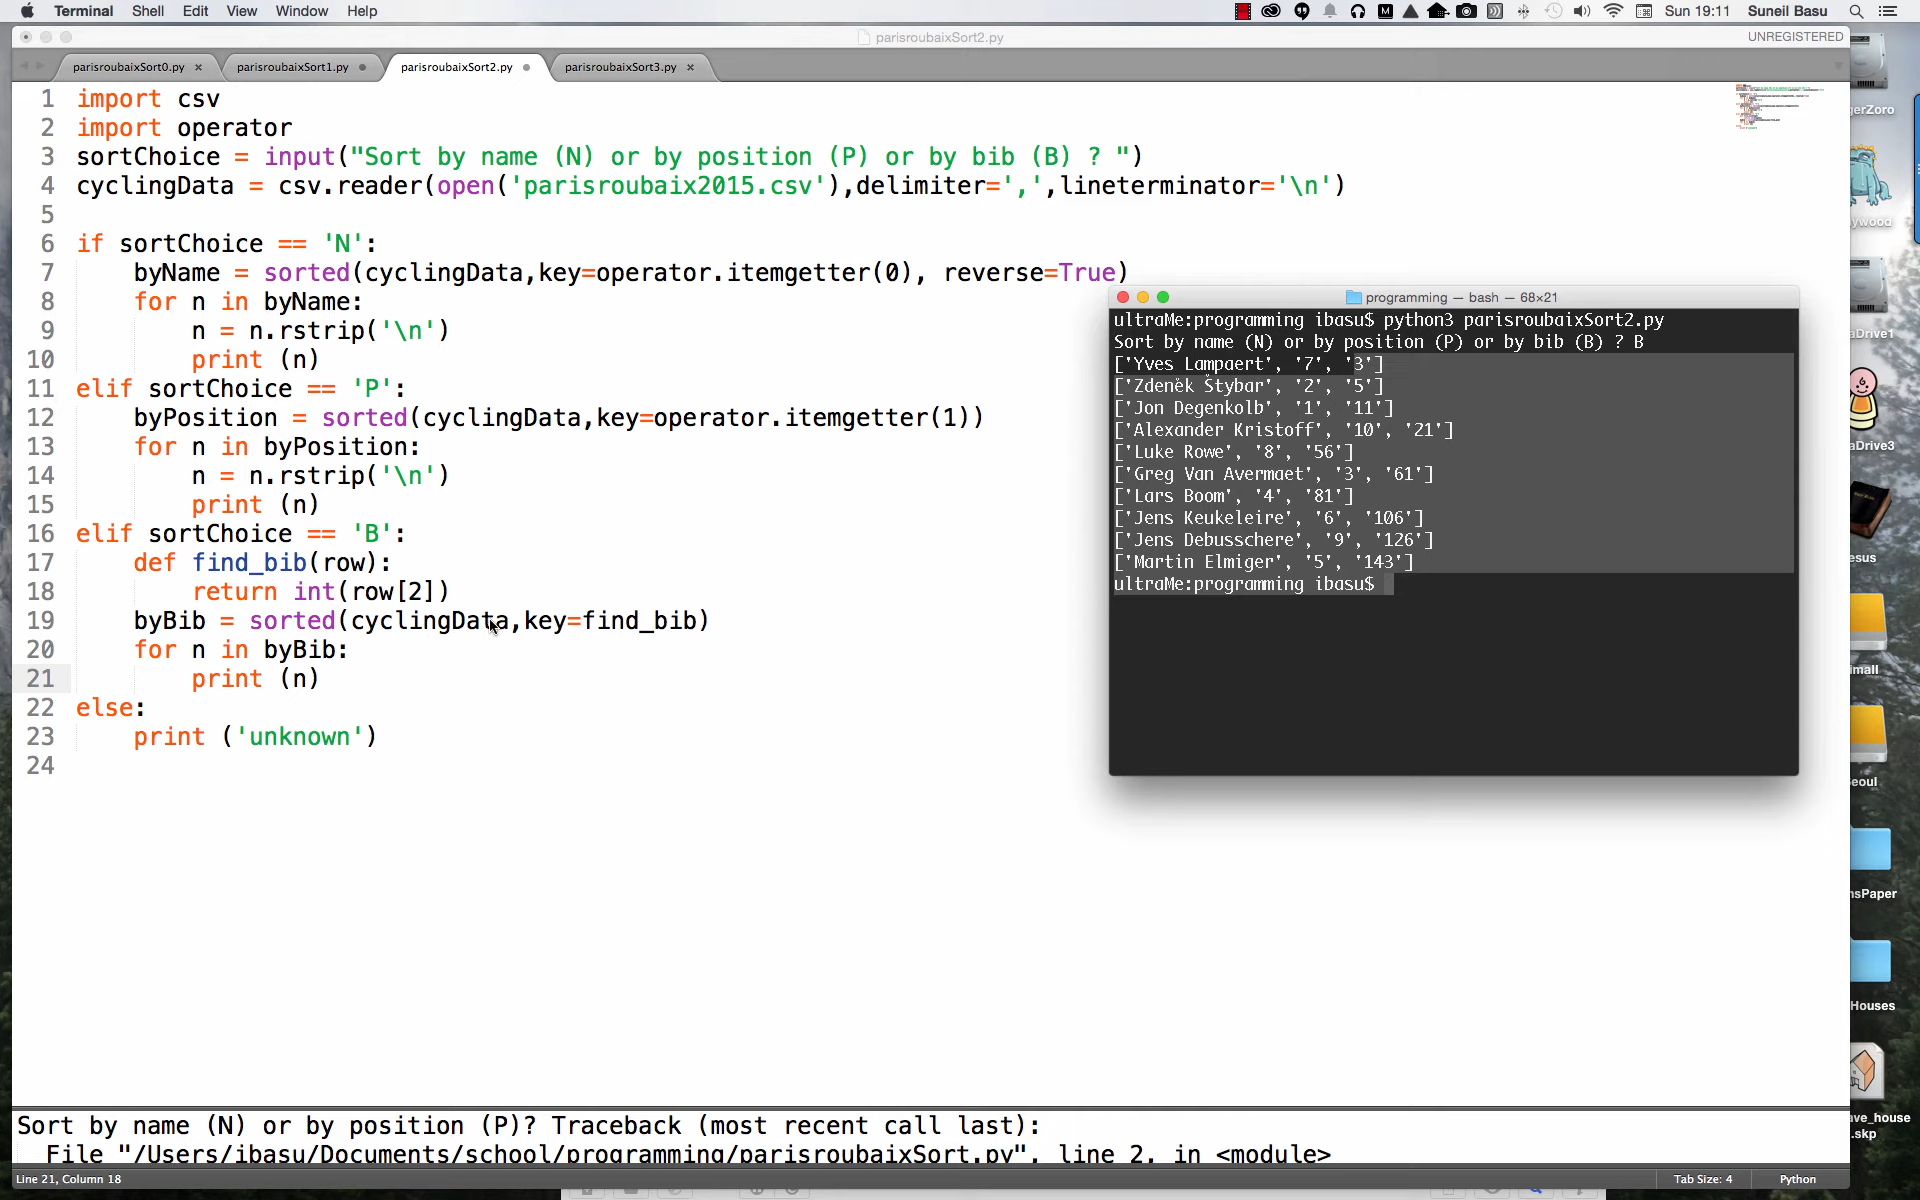 Terminal Shell Edit View Window Help Sun 19:11 Suneil Basu
parisroubaixSort2.py UNREGISTERED
parisroubaixSort0.py × parisroubaixSort1.py parisroubaixSort2.py parisroubaixSort3.py ×
1 import csv
2 import operator
3 sortChoice = input("Sort by name (N) or by position (P) or by bib (B) ? ")
4 cyclingData = csv.reader(open('parisroubaix2015.csv'),delimiter=',',lineterminator='\n')
5
6 if sortChoice == 'N':
7 byName = sorted(cyclingData,key=operator.itemgetter(0), reverse=True)
8 for n in byName:
9 n = n.rstrip('\n')
10 print (n)
11 elif sortChoice == 'P':
12 byPosition = sorted(cyclingData,key=operator.itemgetter(1))
13 for n in byPosition:
14 n = n.rstrip('\n')
15 print (n)
16 elif sortChoice == 'B':
17 def find_bib(row):
18 return int(row[2])
19 byBib = sorted(cyclingData,key=find_bib)
20 for n in byBib:
21 print (n)
22 else:
23 print ('unknown')
24
programming — bash — 68×21
ultraMe:programming ibasu$ python3 parisroubaixSort2.py
Sort by name (N) or by position (P) or by bib (B) ? B
['Yves Lampaert', '7', '3']
['Zdeněk Štybar', '2', '5']
['Jon Degenkolb', '1', '11']
['Alexander Kristoff', '10', '21']
['Luke Rowe', '8', '56']
['Greg Van Avermaet', '3', '61']
['Lars Boom', '4', '81']
['Jens Keukeleire', '6', '106']
['Jens Debusschere', '9', '126']
['Martin Elmiger', '5', '143']
ultraMe:programming ibasu$
Sort by name (N) or by position (P)? Traceback (most recent call last):
File "/Users/ibasu/Documents/school/programming/parisroubaixSort.py", line 2, in <module>
Line 21, Column 18 Tab Size: 4 Python
gerZoro
ywood
aDrive1
aDrive3
esus
imall
eoul
nsPaper
Houses
ave_house
.skp